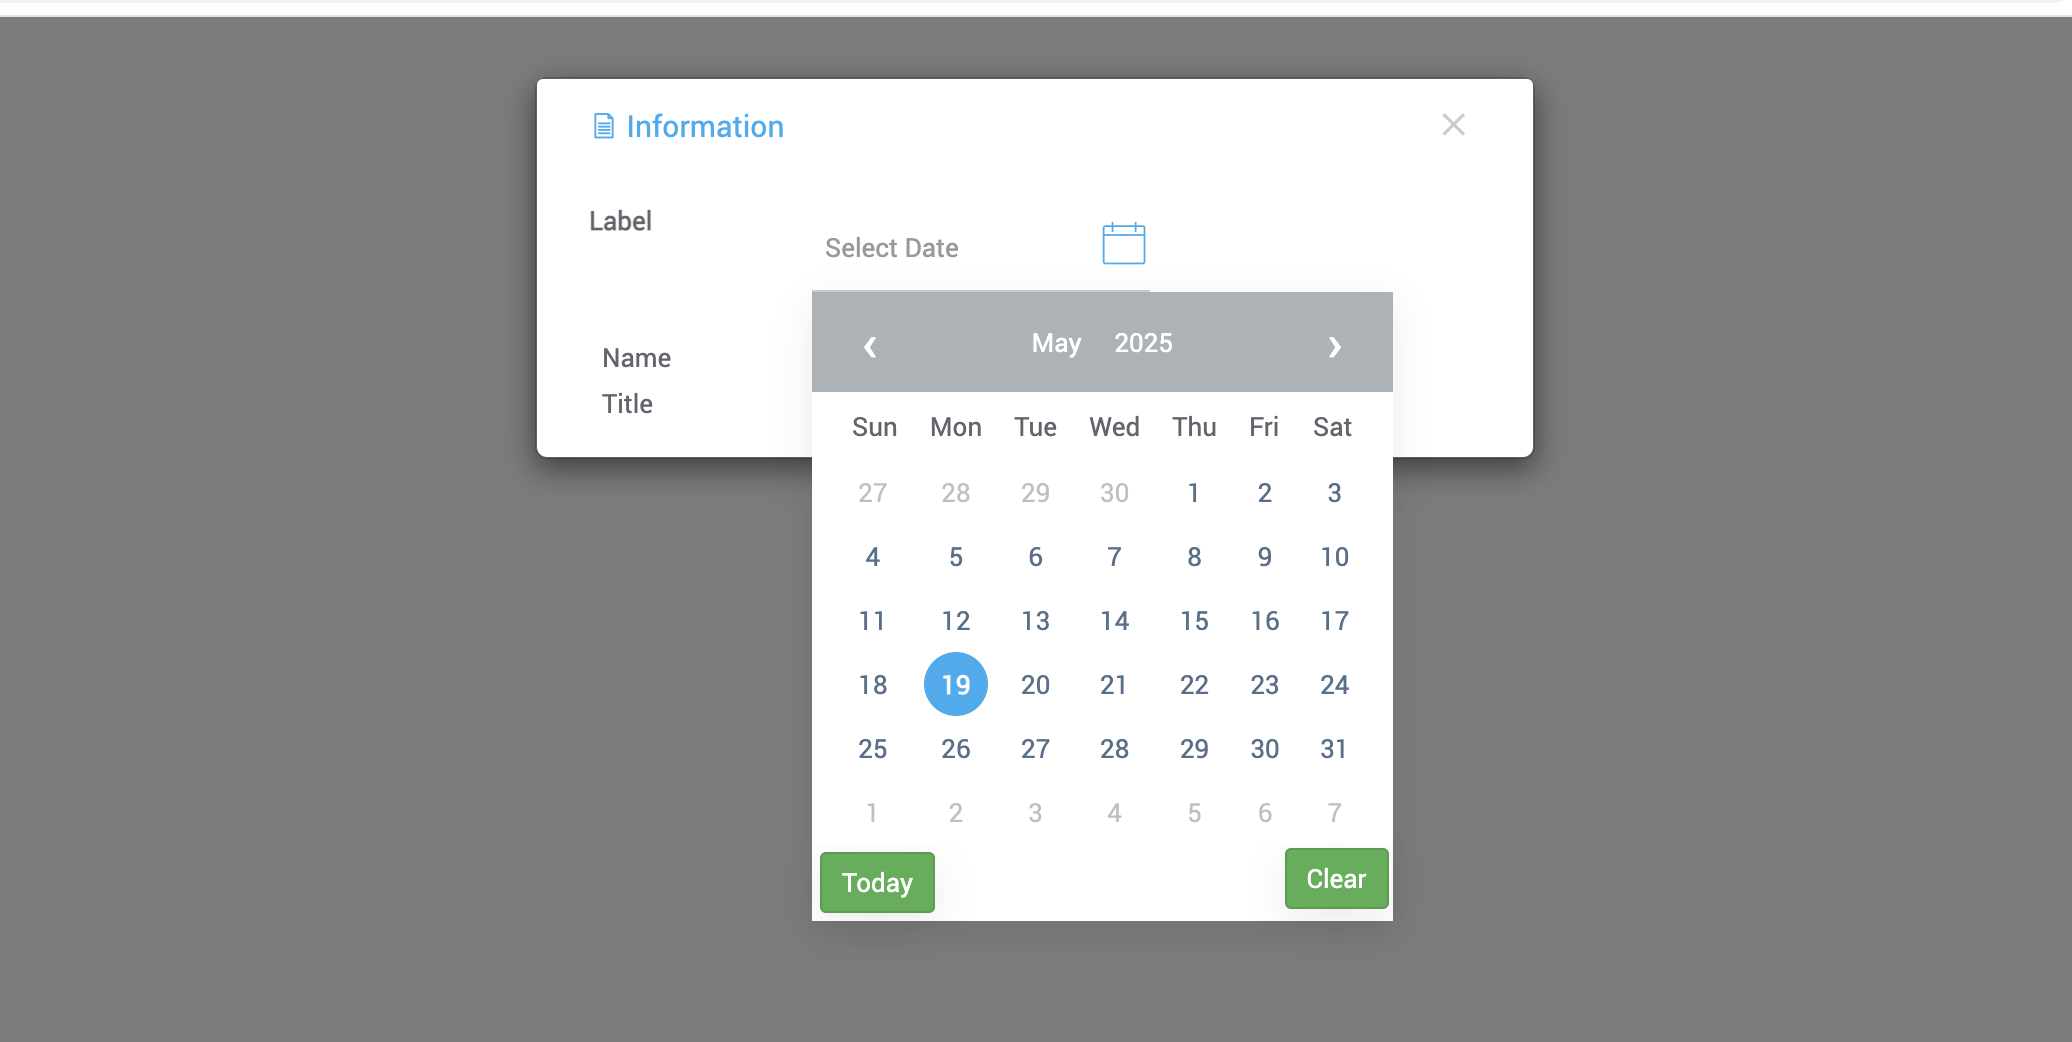 Information
Label
Select Date
May 2025
Name
Title
Sun Mon Tue Wed Thu Fri Sat
27 28 29 30 1 2 3
4 5 6 7 8 9 10
11 12 13 14 15 16 17
18 19 20 21 22 23 24
25 26 27 28 29 30 31
1 2 3 4 5 6 7
Today Clear